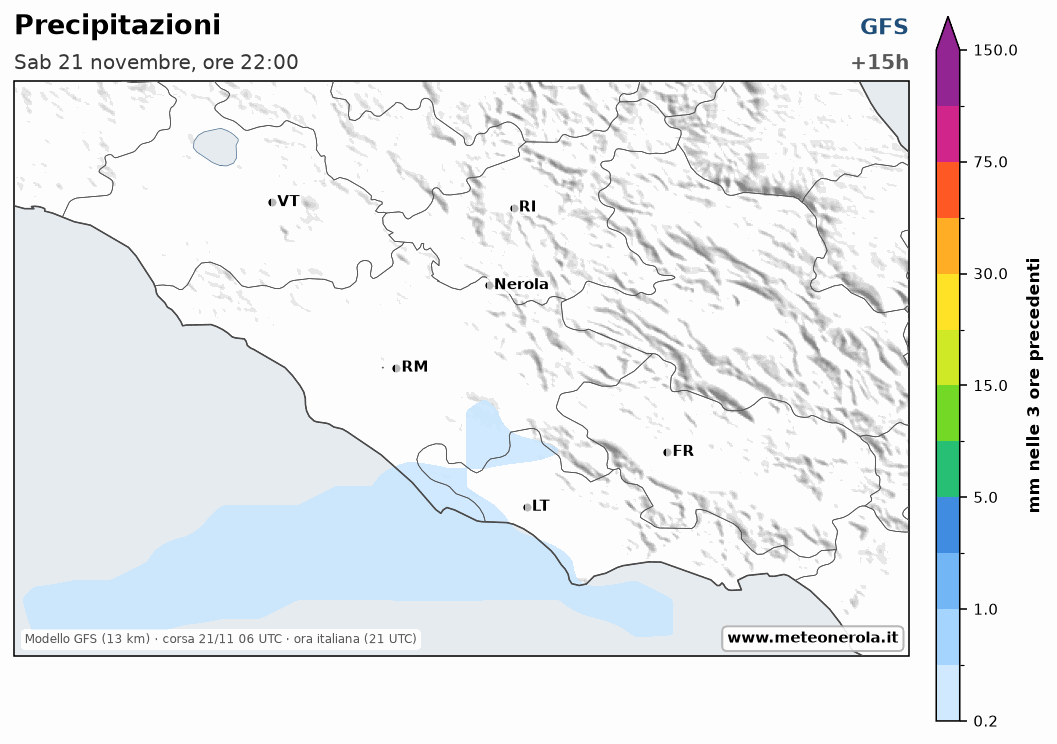 Precipitazioni
GFS
Sab 21 novembre, ore 22:00
+15h
150.0
75.0
30.0
15.0
5.0
1.0
0.2
mm nelle 3 ore precedenti
VT
RI
Nerola
RM
FR
LT
Modello GFS (13 km) · corsa 21/11 06 UTC · ora italiana (21 UTC)
www.meteonerola.it